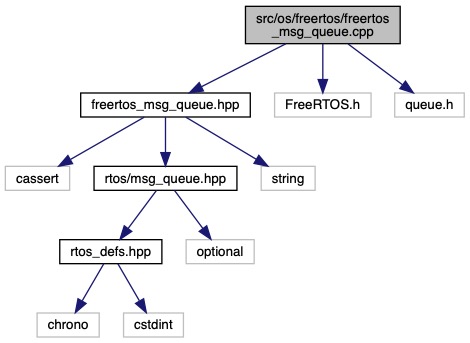 src/os/freertos/freertos
_msg_queue.cpp
freertos_msg_queue.hpp
FreeRTOS.h
queue.h
cassert
rtos/msg_queue.hpp
string
rtos_defs.hpp
optional
chrono
cstdint